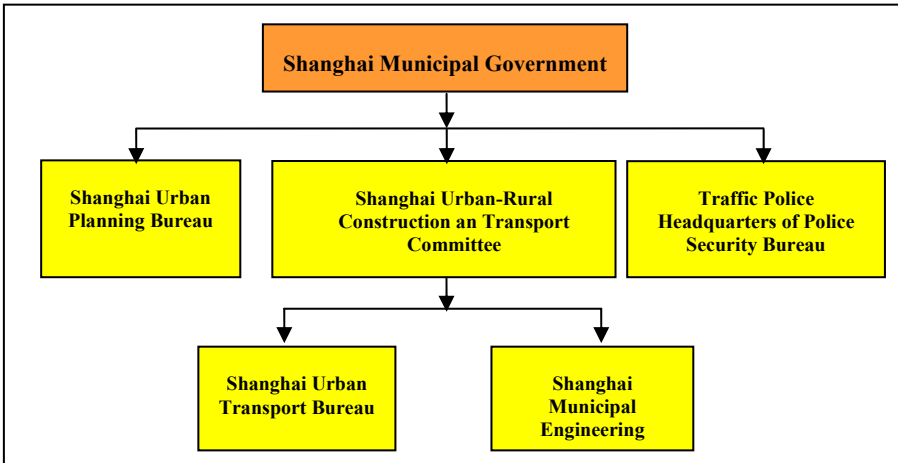 Shanghai Municipal Government
Shanghai Urban
Planning Bureau
Shanghai Urban-Rural
Construction an Transport
Committee
Traffic Police
Headquarters of Police
Security Bureau
Shanghai Urban
Transport Bureau
Shanghai
Municipal
Engineering